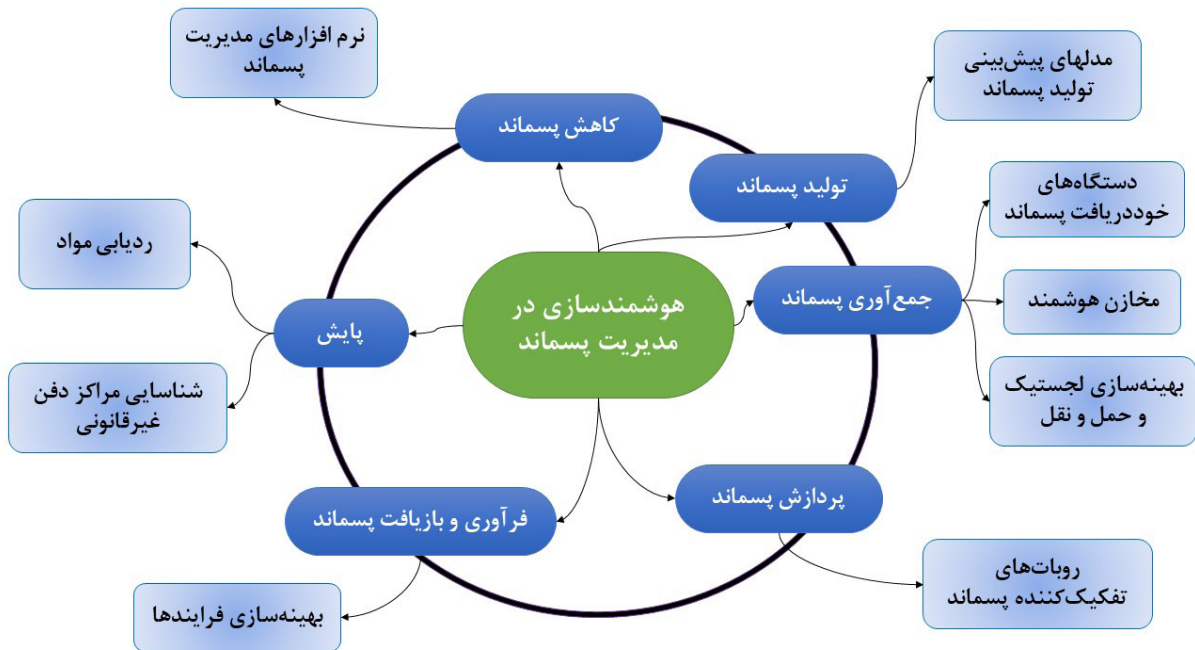 نرم افزارهای مدیریت
پسماند
مدلهای پیش‌بینی
تولید پسماند
کاهش پسماند
تولید پسماند
دستگاه‌های
خوددریافت پسماند
ردیابی مواد
هوشمندسازی در
مدیریت پسماند
جمع‌آوری پسماند
مخازن هوشمند
پایش
شناسایی مراکز دفن
غیرقانونی
بهینه‌سازی لجستیک
و حمل و نقل
فرآوری و بازیافت پسماند
پردازش پسماند
بهینه‌سازی فرایندها
روبات‌های
تفکیک‌کننده پسماند